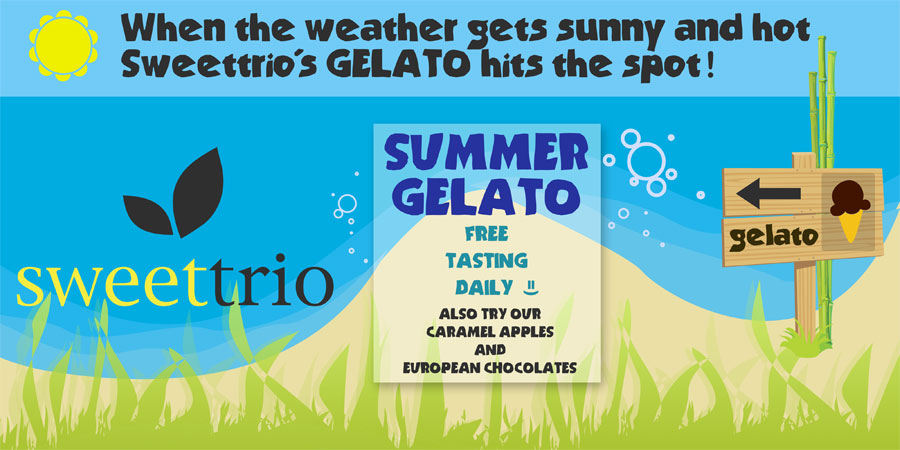 When the weather gets sunny and hot
Sweettrio's GELATO hits the spot!
sweettrio
SUMMER
GELATO
FREE
TASTING
DAILY =)
ALSO TRY OUR
CARAMEL APPLES
AND
EUROPEAN CHOCOLATES
gelato